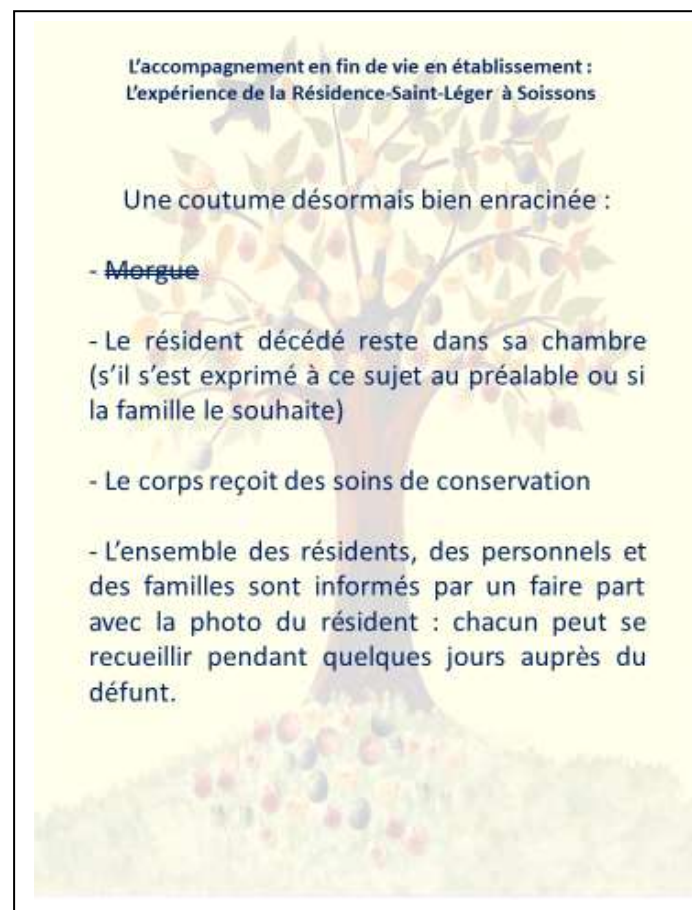 L'accompagnement en fin de vie en établissement :
L'expérience de la Résidence-Saint-Léger à Soissons
Une coutume désormais bien enracinée :
- Morgue
- Le résident décédé reste dans sa chambre
(s'il s'est exprimé à ce sujet au préalable ou si
la famille le souhaite)
- Le corps reçoit des soins de conservation
- L'ensemble des résidents, des personnels et
des familles sont informés par un faire part
avec la photo du résident : chacun peut se
recueillir pendant quelques jours auprès du
défunt.